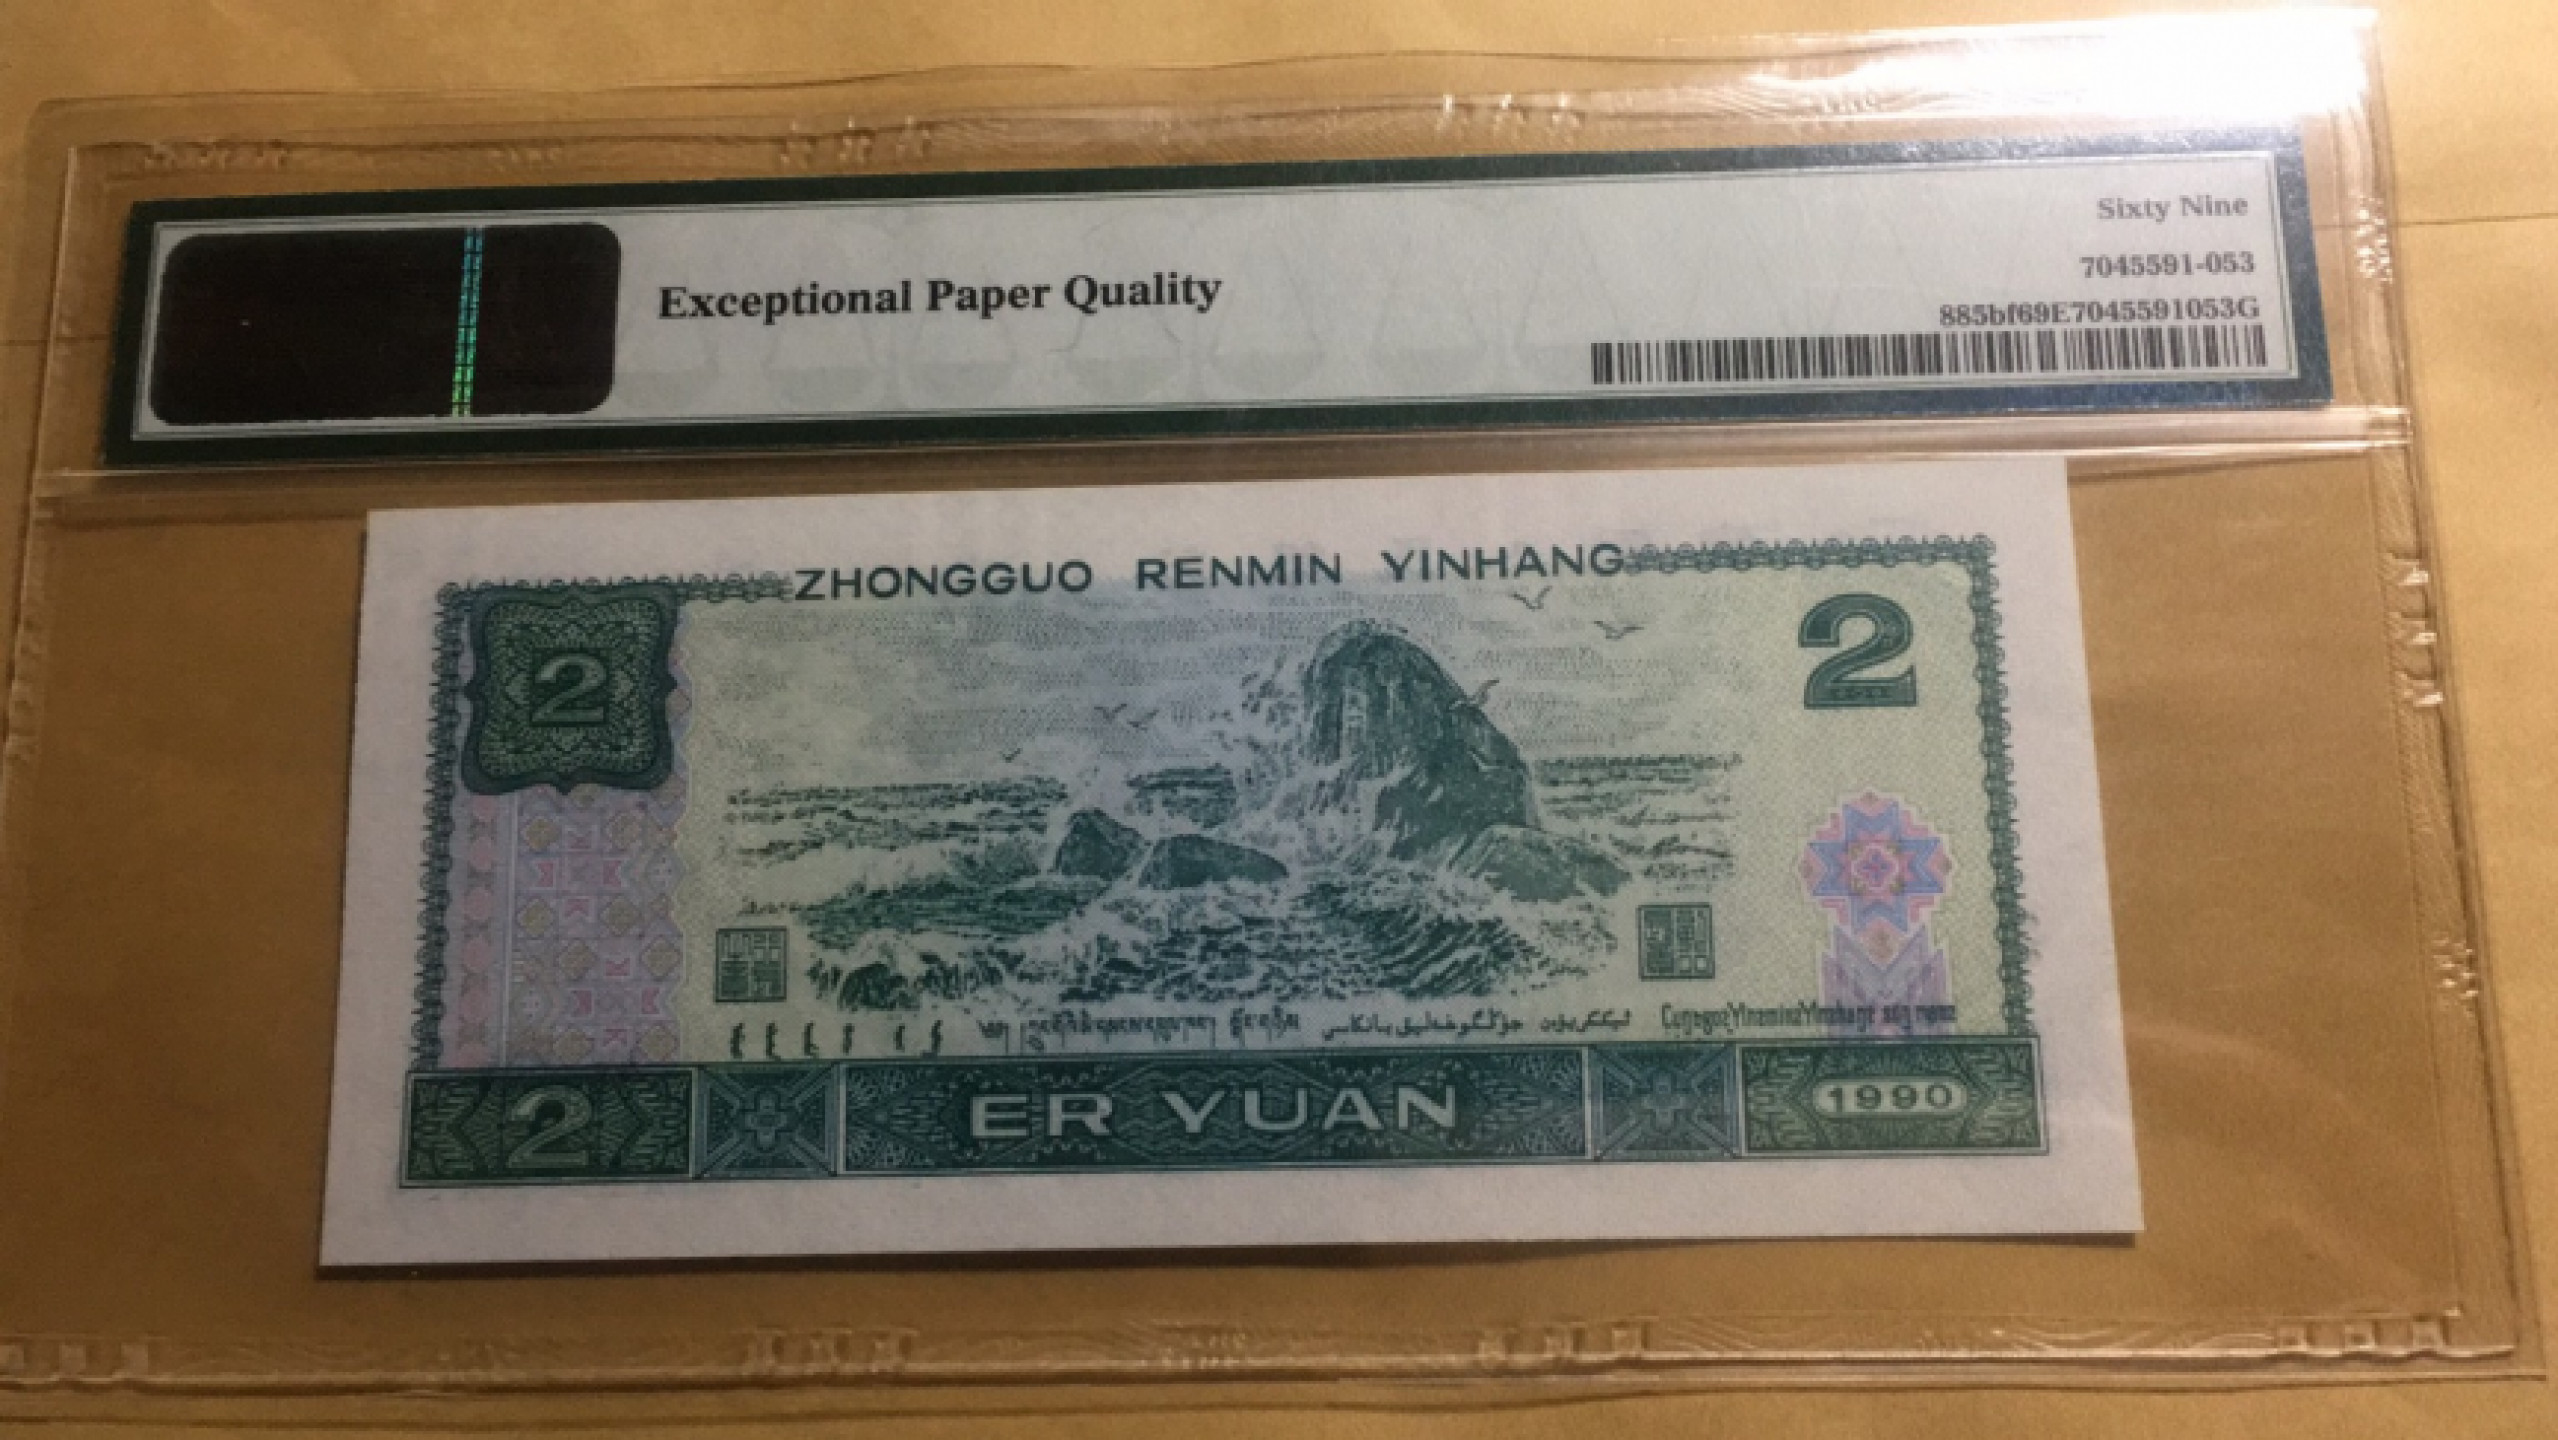 Sixty Nine
7045591-053
Exceptional Paper Quality
885bf69E7045591053G
ZHONGGUO RENMIN YINHANG
2
2
2 ER YUAN 1990